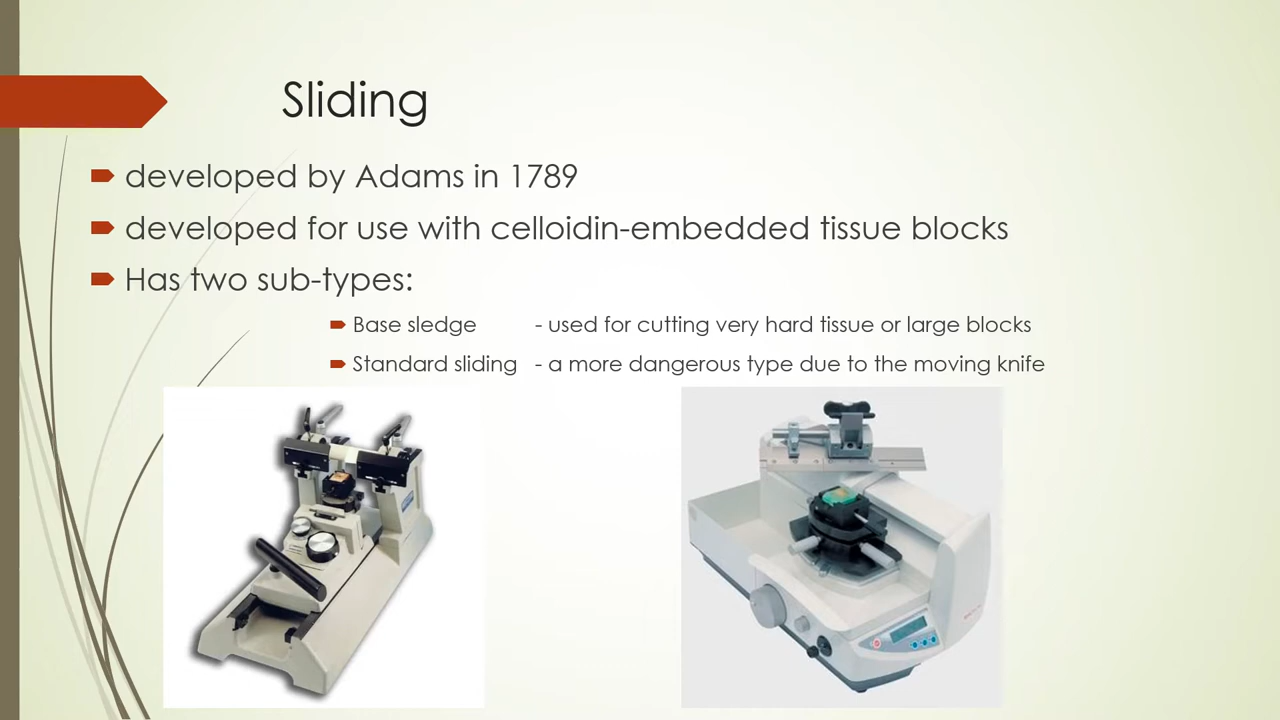 Sliding
developed by Adams in 1789
developed for use with celloidin-embedded tissue blocks
Has two sub-types:
Base sledge - used for cutting very hard tissue or large blocks
Standard sliding - a more dangerous type due to the moving knife